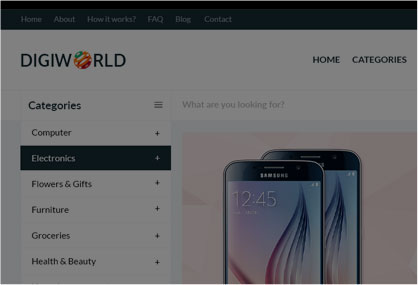 Home About How it works? FAQ Blog Contact
DIGIWORLD
HOME CATEGORIES
Categories
What are you looking for?
Computer +
Electronics +
Flowers & Gifts +
Furniture +
Groceries +
Health & Beauty +
SAMSUNG
12:45